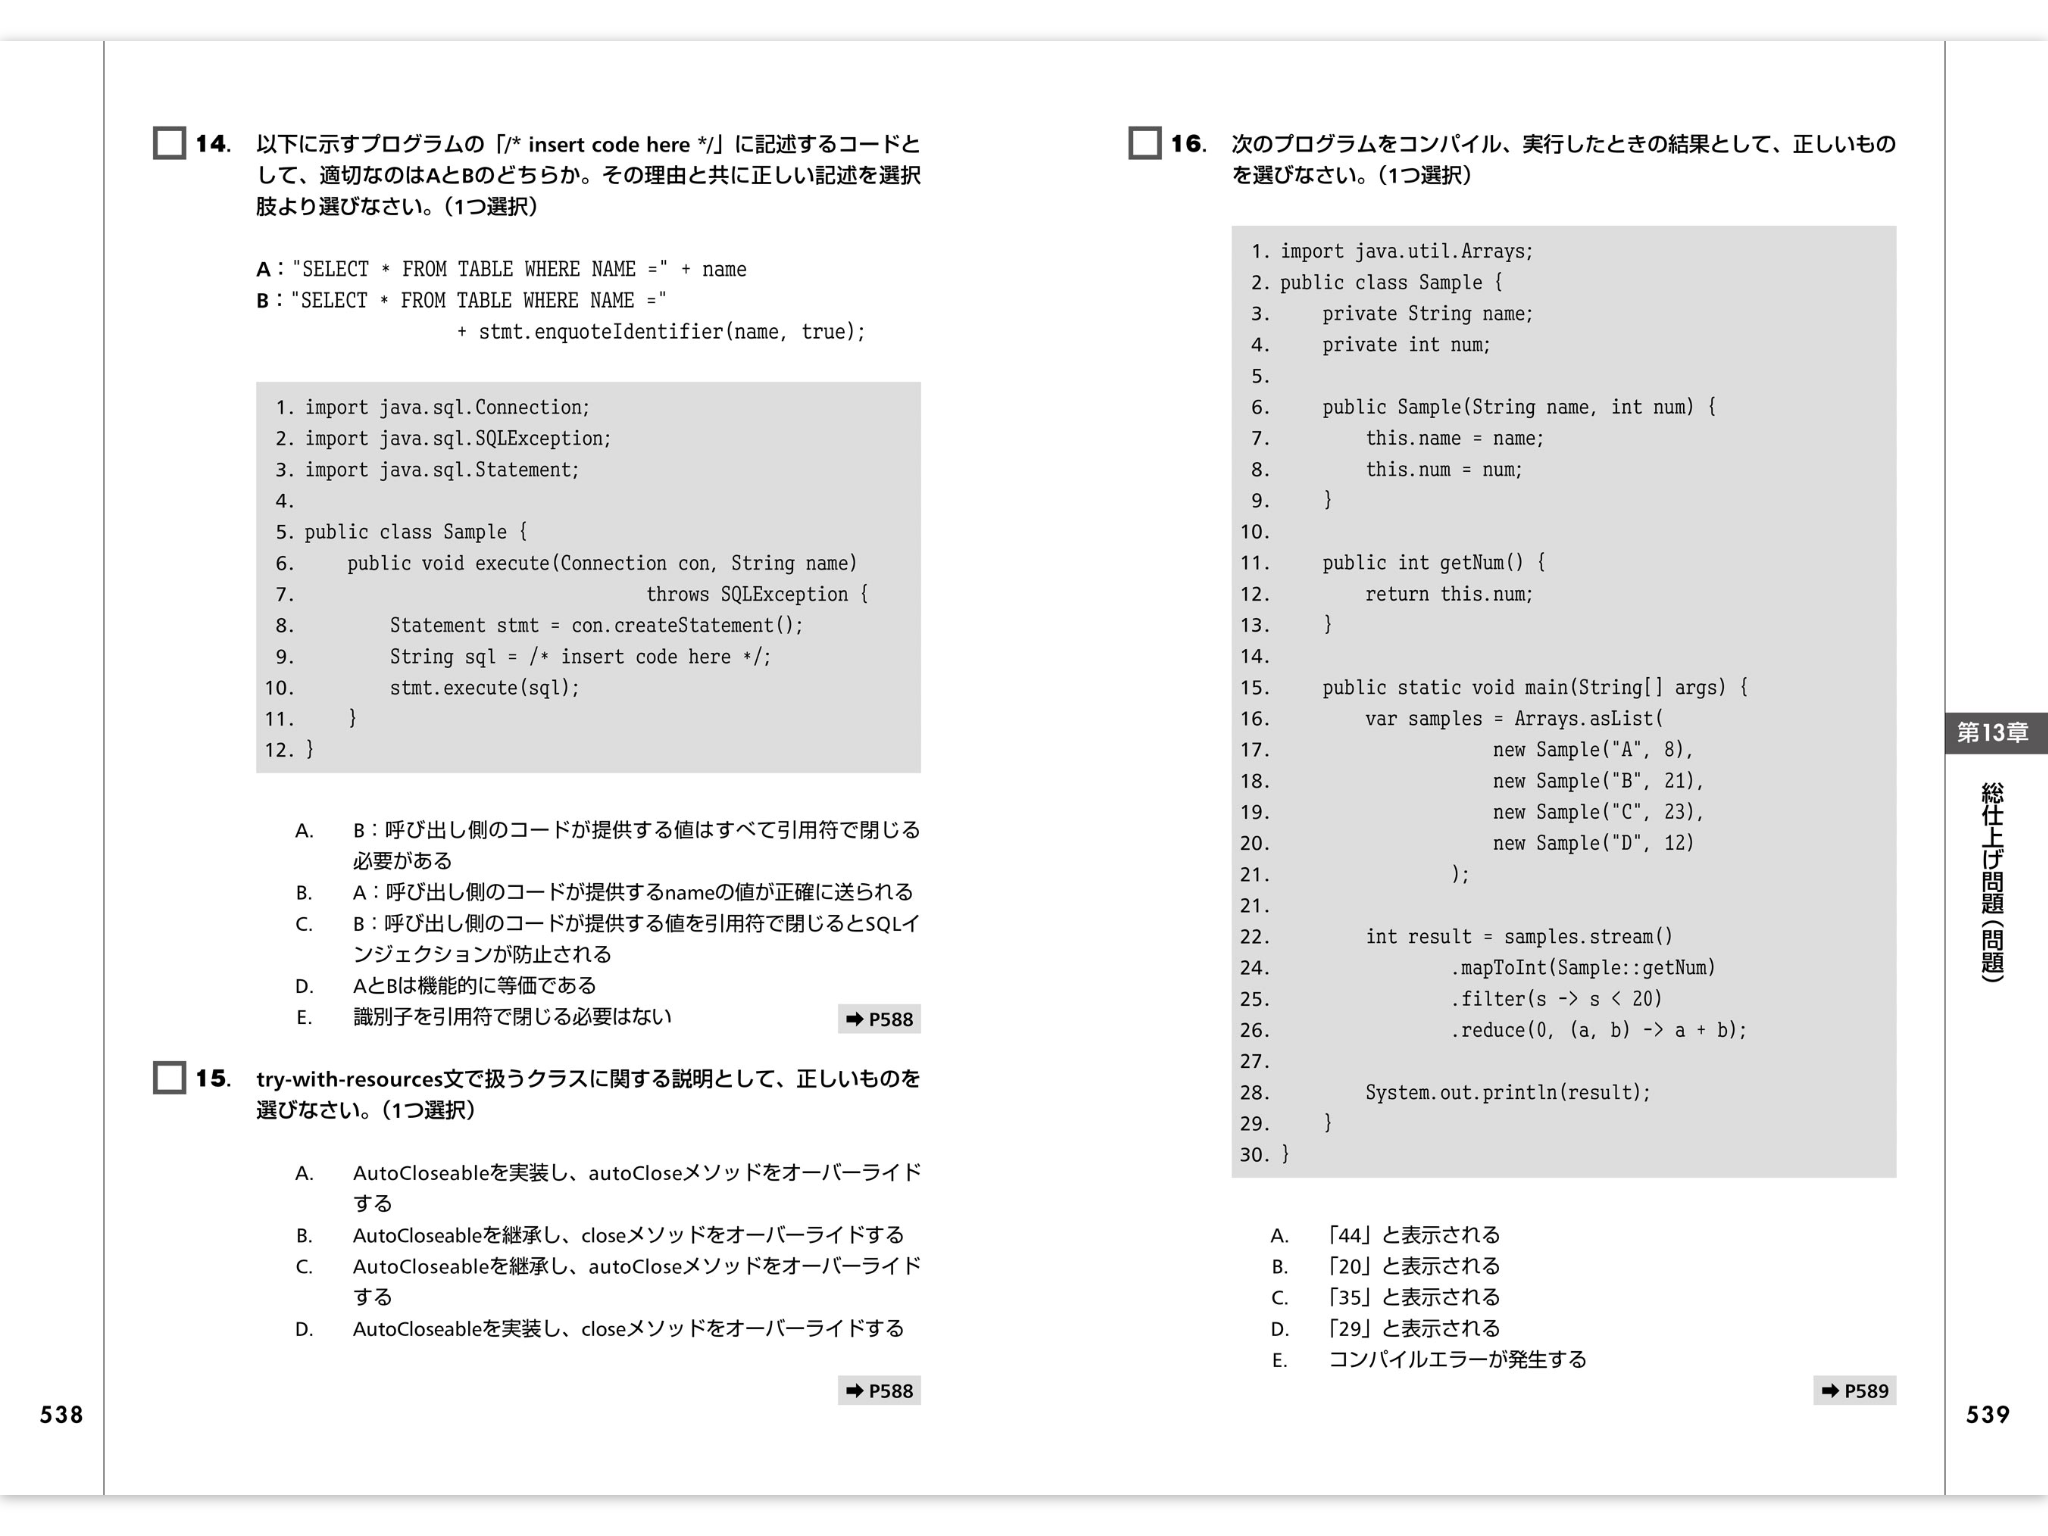 14. 以下に示すプログラムの「/* insert code here */」に記述するコードと
して、適切なのはAとBのどちらか。その理由と共に正しい記述を選択
肢より選びなさい。（1つ選択）
A："SELECT * FROM TABLE WHERE NAME =" + name
B："SELECT * FROM TABLE WHERE NAME ="
+ stmt.enquoteIdentifier(name, true);
1. import java.sql.Connection;
2. import java.sql.SQLException;
3. import java.sql.Statement;
4.
5. public class Sample {
6.     public void execute(Connection con, String name)
7.                                 throws SQLException {
8.         Statement stmt = con.createStatement();
9.         String sql = /* insert code here */;
10.         stmt.execute(sql);
11.     }
12. }
A. B：呼び出し側のコードが提供する値はすべて引用符で閉じる
必要がある
B. A：呼び出し側のコードが提供するnameの値が正確に送られる
C. B：呼び出し側のコードが提供する値を引用符で閉じるとSQLイ
ンジェクションが防止される
D. AとBは機能的に等価である
E. 識別子を引用符で閉じる必要はない
➡ P588
15. try-with-resources文で扱うクラスに関する説明として、正しいものを
選びなさい。（1つ選択）
A. AutoCloseableを実装し、autoCloseメソッドをオーバーライド
する
B. AutoCloseableを継承し、closeメソッドをオーバーライドする
C. AutoCloseableを継承し、autoCloseメソッドをオーバーライド
する
D. AutoCloseableを実装し、closeメソッドをオーバーライドする
➡ P588
538
16. 次のプログラムをコンパイル、実行したときの結果として、正しいもの
を選びなさい。（1つ選択）
1. import java.util.Arrays;
2. public class Sample {
3.     private String name;
4.     private int num;
5.
6.     public Sample(String name, int num) {
7.         this.name = name;
8.         this.num = num;
9.     }
10.
11.     public int getNum() {
12.         return this.num;
13.     }
14.
15.     public static void main(String[] args) {
16.         var samples = Arrays.asList(
17.                     new Sample("A", 8),
18.                     new Sample("B", 21),
19.                     new Sample("C", 23),
20.                     new Sample("D", 12)
21.                 );
21.
22.         int result = samples.stream()
24.                 .mapToInt(Sample::getNum)
25.                 .filter(s -> s < 20)
26.                 .reduce(0, (a, b) -> a + b);
27.
28.         System.out.println(result);
29.     }
30. }
A. 「44」と表示される
B. 「20」と表示される
C. 「35」と表示される
D. 「29」と表示される
E. コンパイルエラーが発生する
➡ P589
第13章
総仕上げ問題（問題）
539